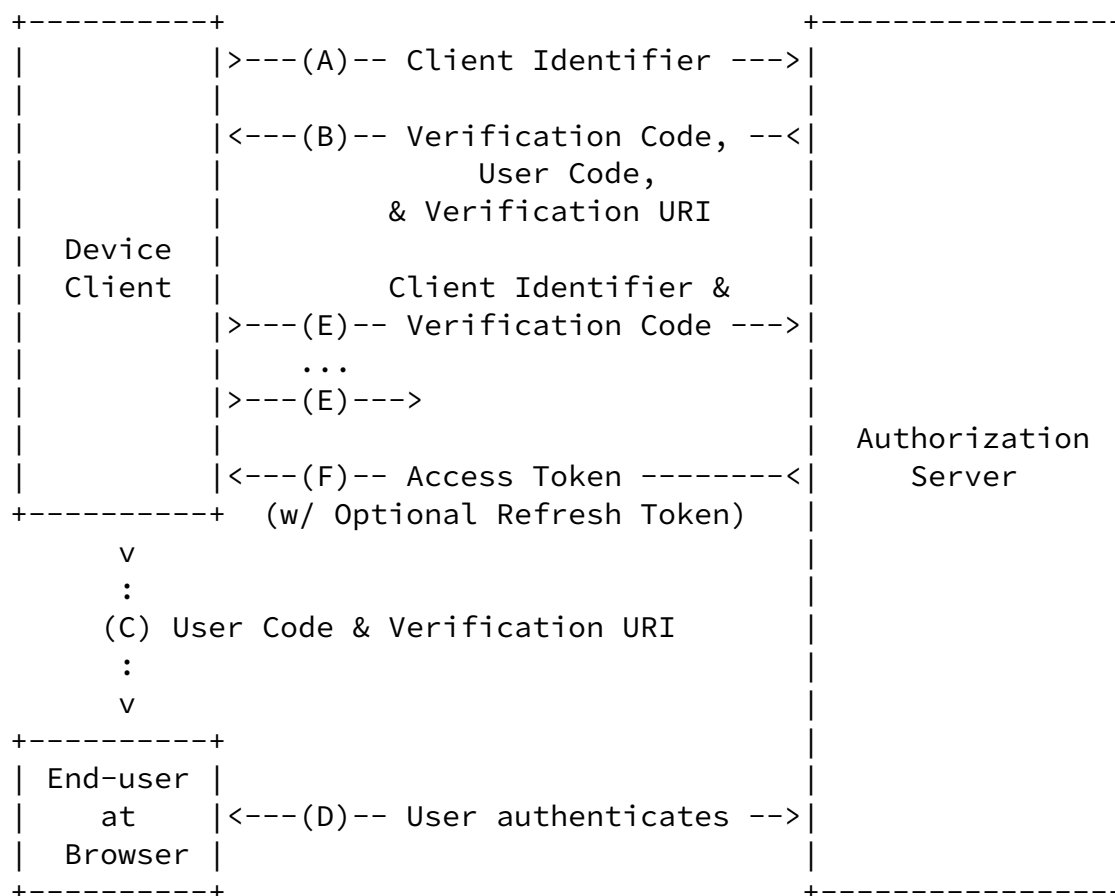 +----------+                                +----------------
|          |>---(A)-- Client Identifier --->|
|          |                                |
|          |<---(B)-- Verification Code, --<|
|          |              User Code,        |
|          |         & Verification URI     |
|  Device  |                                |
|  Client  |         Client Identifier &    |
|          |>---(E)-- Verification Code --->|
|          |    ...                         |
|          |>---(E)--->                     |
|          |                                |  Authorization
|          |<---(F)-- Access Token --------<|     Server
+----------+  (w/ Optional Refresh Token)   |
      v                                     |
      :                                     |
     (C) User Code & Verification URI       |
      :                                     |
      v                                     |
+----------+                                |
| End-user |                                |
|    at    |<---(D)-- User authenticates -->|
|  Browser |                                |
+----------+                                +----------------